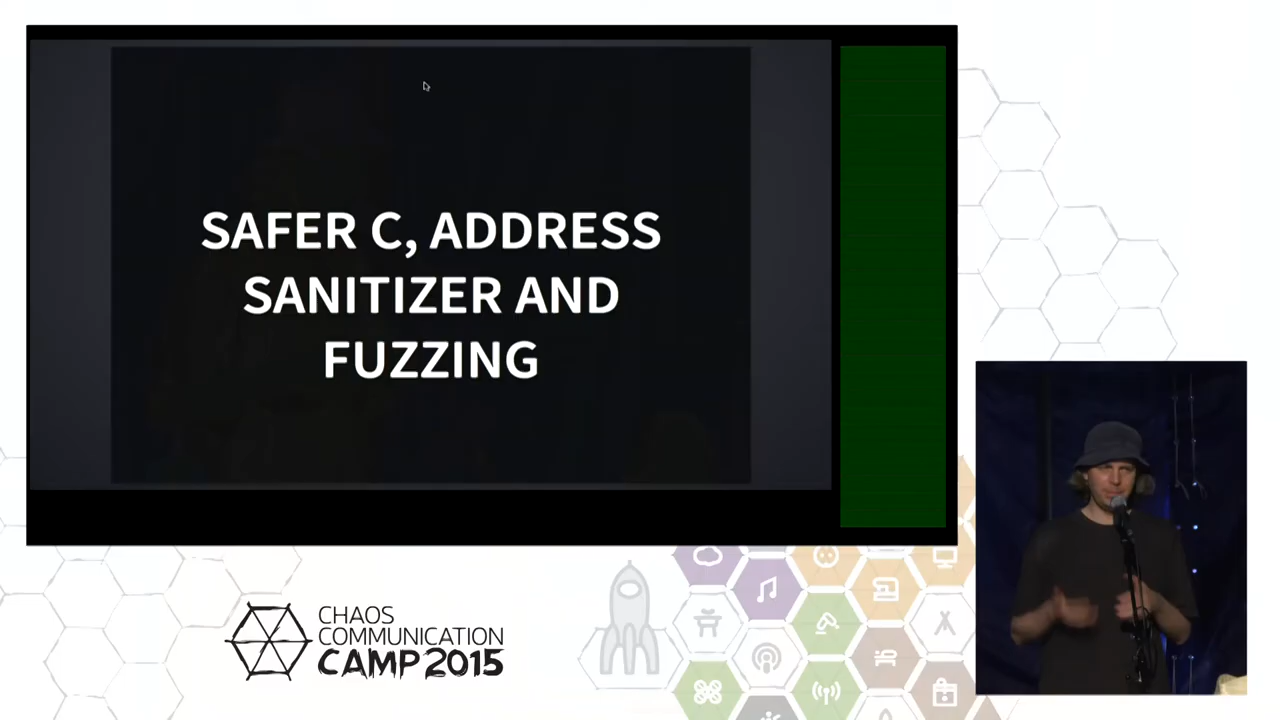 SAFER C, ADDRESS
SANITIZER AND
FUZZING
CHAOS
COMMUNICATION
CAMP 2015